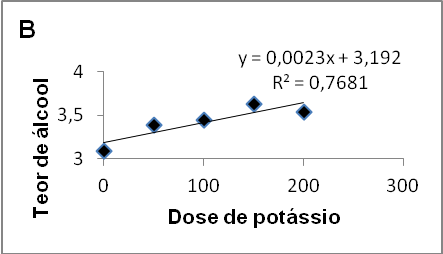 B
y = 0,0023x + 3,192
R² = 0,7681
4
3,5
3
0 100 200 300
Teor de álcool
Dose de potássio